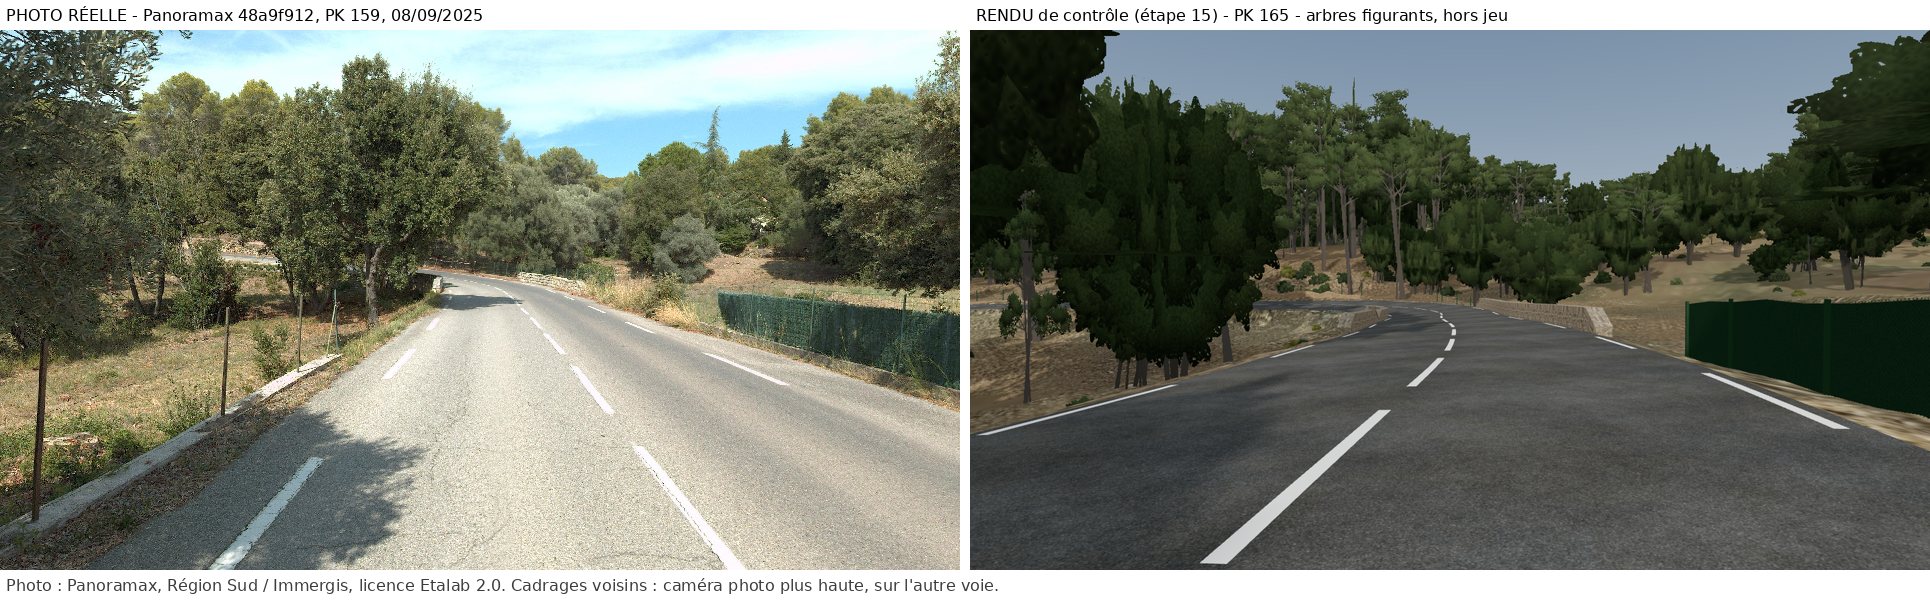 PHOTO RÉELLE - Panoramax 48a9f912, PK 159, 08/09/2025
RENDU de contrôle (étape 15) - PK 165 - arbres figurants, hors jeu
Photo : Panoramax, Région Sud / Immergis, licence Etalab 2.0. Cadrages voisins : caméra photo plus haute, sur l'autre voie.